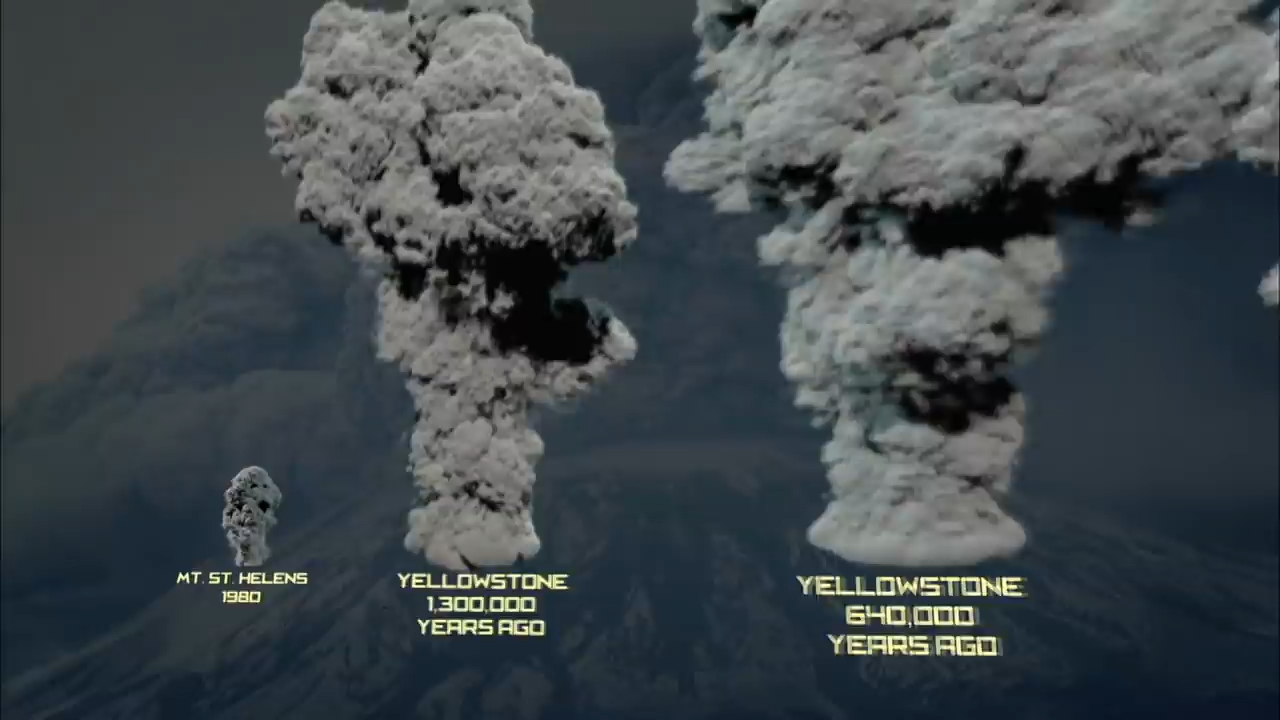 MT. ST. HELENS
1980
YELLOWSTONE
1,300,000
YEARS AGO
YELLOWSTONE
640,000
YEARS AGO